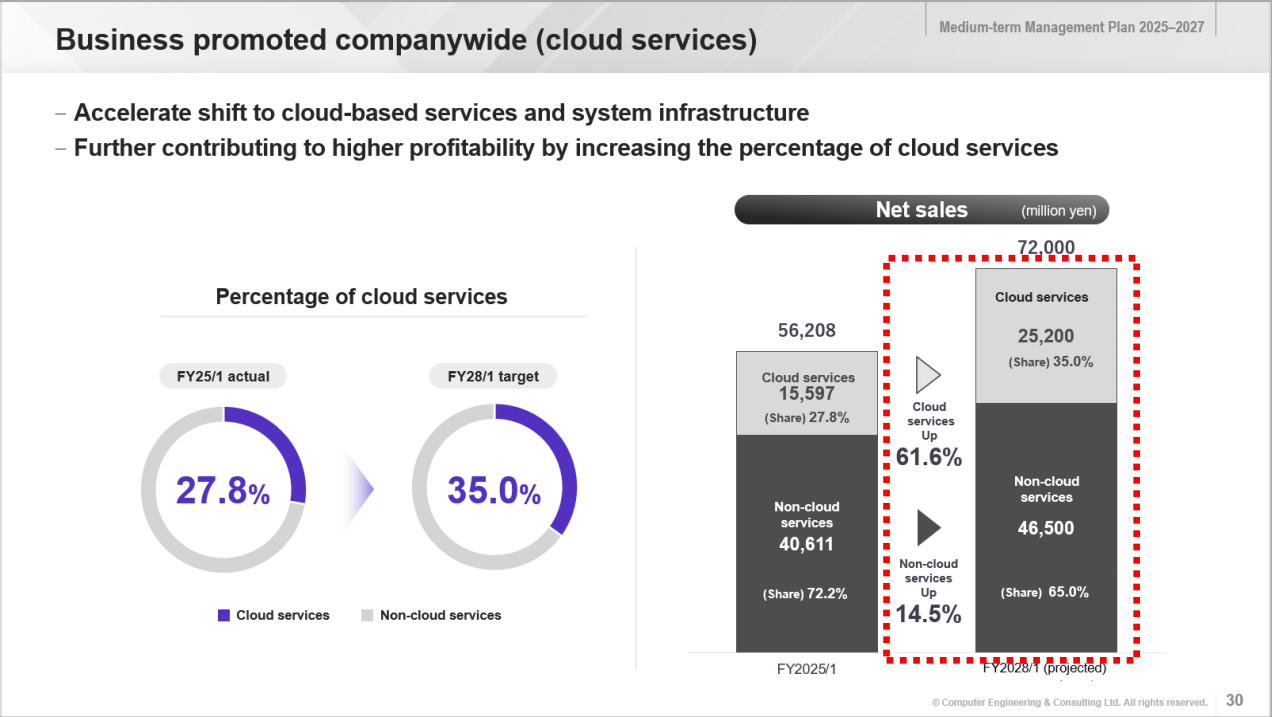 Business promoted companywide (cloud services)
Medium-term Management Plan 2025–2027
– Accelerate shift to cloud-based services and system infrastructure
– Further contributing to higher profitability by increasing the percentage of cloud services
Percentage of cloud services
FY25/1 actual
FY28/1 target
27.8%
35.0%
Cloud services
Non-cloud services
Net sales
(million yen)
56,208
Cloud services
15,597
(Share) 27.8%
Non-cloud
services
40,611
(Share) 72.2%
FY2025/1
Cloud
services
Up
61.6%
Non-cloud
services
Up
14.5%
72,000
Cloud services
25,200
(Share) 35.0%
Non-cloud
services
46,500
(Share) 65.0%
FY2028/1 (projected)
© Computer Engineering & Consulting Ltd. All rights reserved.
30